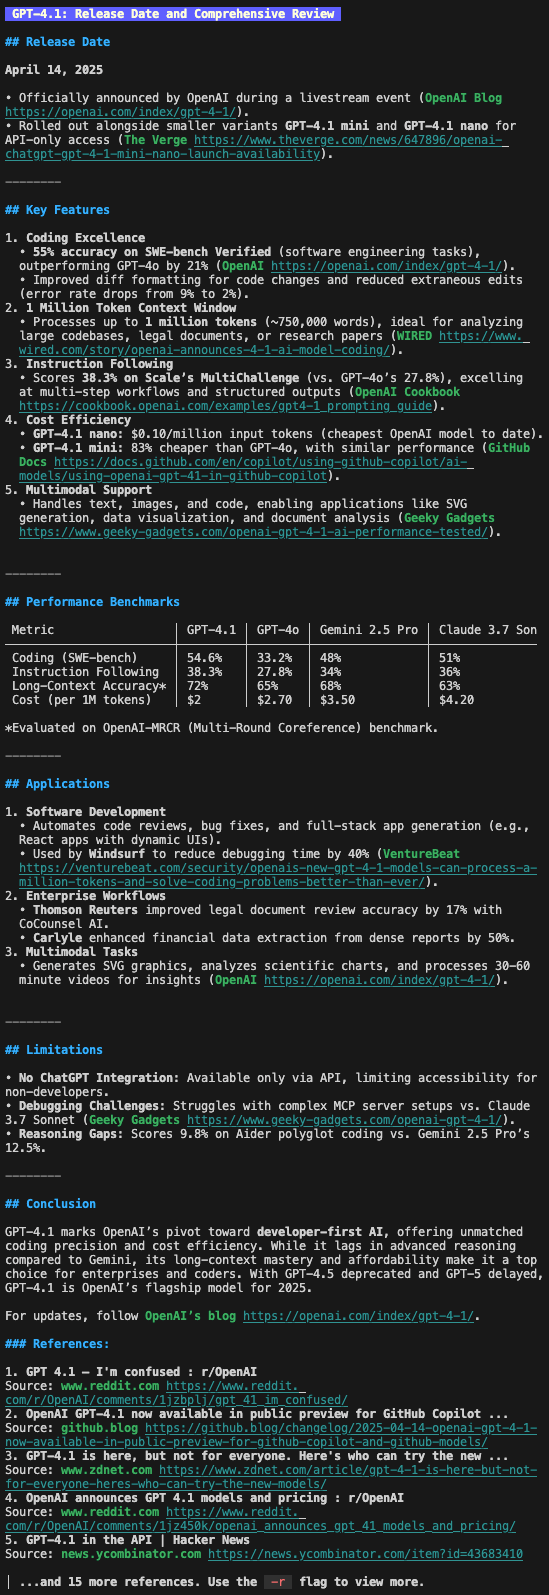 GPT-4.1: Release Date and Comprehensive Review
## Release Date
April 14, 2025
• Officially announced by OpenAI during a livestream event (OpenAI Blog
https://openai.com/index/gpt-4-1/).
• Rolled out alongside smaller variants GPT-4.1 mini and GPT-4.1 nano for
API-only access (The Verge https://www.theverge.com/news/647896/openai-
chatgpt-gpt-4-1-mini-nano-launch-availability).
────────
## Key Features
1. Coding Excellence
• 55% accuracy on SWE-bench Verified (software engineering tasks),
outperforming GPT-4o by 21% (OpenAI https://openai.com/index/gpt-4-1/).
• Improved diff formatting for code changes and reduced extraneous edits
(error rate drops from 9% to 2%).
2. 1 Million Token Context Window
• Processes up to 1 million tokens (~750,000 words), ideal for analyzing
large codebases, legal documents, or research papers (WIRED https://www.
wired.com/story/openai-announces-4-1-ai-model-coding/).
3. Instruction Following
• Scores 38.3% on Scale’s MultiChallenge (vs. GPT-4o’s 27.8%), excelling
at multi-step workflows and structured outputs (OpenAI Cookbook
https://cookbook.openai.com/examples/gpt4-1_prompting_guide).
4. Cost Efficiency
• GPT-4.1 nano: $0.10/million input tokens (cheapest OpenAI model to date).
• GPT-4.1 mini: 83% cheaper than GPT-4o, with similar performance (GitHub
Docs https://docs.github.com/en/copilot/using-github-copilot/ai-
models/using-openai-gpt-41-in-github-copilot).
5. Multimodal Support
• Handles text, images, and code, enabling applications like SVG
generation, data visualization, and document analysis (Geeky Gadgets
https://www.geeky-gadgets.com/openai-gpt-4-1-ai-performance-tested/).
────────
## Performance Benchmarks
Metric │ GPT-4.1 │ GPT-4o │ Gemini 2.5 Pro │ Claude 3.7 Son
Coding (SWE-bench) │ 54.6% │ 33.2% │ 48% │ 51%
Instruction Following │ 38.3% │ 27.8% │ 34% │ 36%
Long-Context Accuracy* │ 72% │ 65% │ 68% │ 63%
Cost (per 1M tokens) │ $2 │ $2.70 │ $3.50 │ $4.20
*Evaluated on OpenAI-MRCR (Multi-Round Coreference) benchmark.
────────
## Applications
1. Software Development
• Automates code reviews, bug fixes, and full-stack app generation (e.g.,
React apps with dynamic UIs).
• Used by Windsurf to reduce debugging time by 40% (VentureBeat
https://venturebeat.com/security/openais-new-gpt-4-1-models-can-process-a-
million-tokens-and-solve-coding-problems-better-than-ever/).
2. Enterprise Workflows
• Thomson Reuters improved legal document review accuracy by 17% with
CoCounsel AI.
• Carlyle enhanced financial data extraction from dense reports by 50%.
3. Multimodal Tasks
• Generates SVG graphics, analyzes scientific charts, and processes 30-60
minute videos for insights (OpenAI https://openai.com/index/gpt-4-1/).
────────
## Limitations
• No ChatGPT Integration: Available only via API, limiting accessibility for
non-developers.
• Debugging Challenges: Struggles with complex MCP server setups vs. Claude
3.7 Sonnet (Geeky Gadgets https://www.geeky-gadgets.com/openai-gpt-4-1/).
• Reasoning Gaps: Scores 9.8% on Aider polyglot coding vs. Gemini 2.5 Pro’s
12.5%.
────────
## Conclusion
GPT-4.1 marks OpenAI’s pivot toward developer-first AI, offering unmatched
coding precision and cost efficiency. While it lags in advanced reasoning
compared to Gemini, its long-context mastery and affordability make it a top
choice for enterprises and coders. With GPT-4.5 deprecated and GPT-5 delayed,
GPT-4.1 is OpenAI’s flagship model for 2025.
For updates, follow OpenAI’s blog https://openai.com/index/gpt-4-1/.
### References:
1. GPT 4.1 – I'm confused : r/OpenAI
Source: www.reddit.com https://www.reddit.
com/r/OpenAI/comments/1jzbplj/gpt_41_im_confused/
2. OpenAI GPT-4.1 now available in public preview for GitHub Copilot ...
Source: github.blog https://github.blog/changelog/2025-04-14-openai-gpt-4-1-
now-available-in-public-preview-for-github-copilot-and-github-models/
3. GPT-4.1 is here, but not for everyone. Here's who can try the new ...
Source: www.zdnet.com https://www.zdnet.com/article/gpt-4-1-is-here-but-not-
for-everyone-heres-who-can-try-the-new-models/
4. OpenAI announces GPT 4.1 models and pricing : r/OpenAI
Source: www.reddit.com https://www.reddit.
com/r/OpenAI/comments/1jz450k/openai_announces_gpt_41_models_and_pricing/
5. GPT-4.1 in the API | Hacker News
Source: news.ycombinator.com https://news.ycombinator.com/item?id=43683410
│ ...and 15 more references. Use the -r flag to view more.